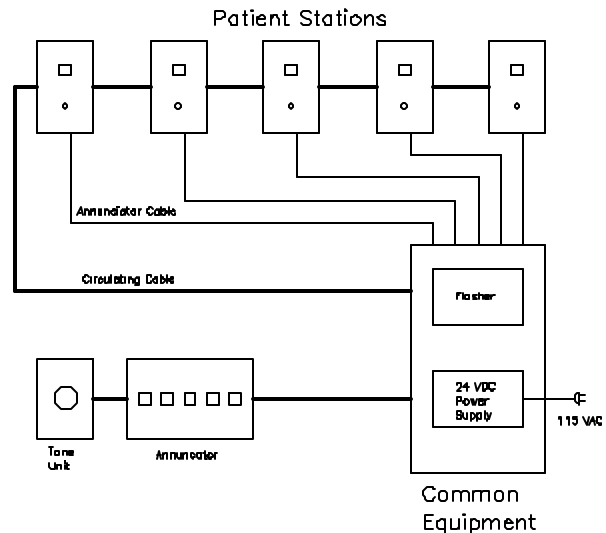 Patient Stations
Annunciator Cable
Circulating Cable
Flasher
24 VDC
Power
Supply
115 VAC
Tone
Unit
Annunciator
Common
Equipment